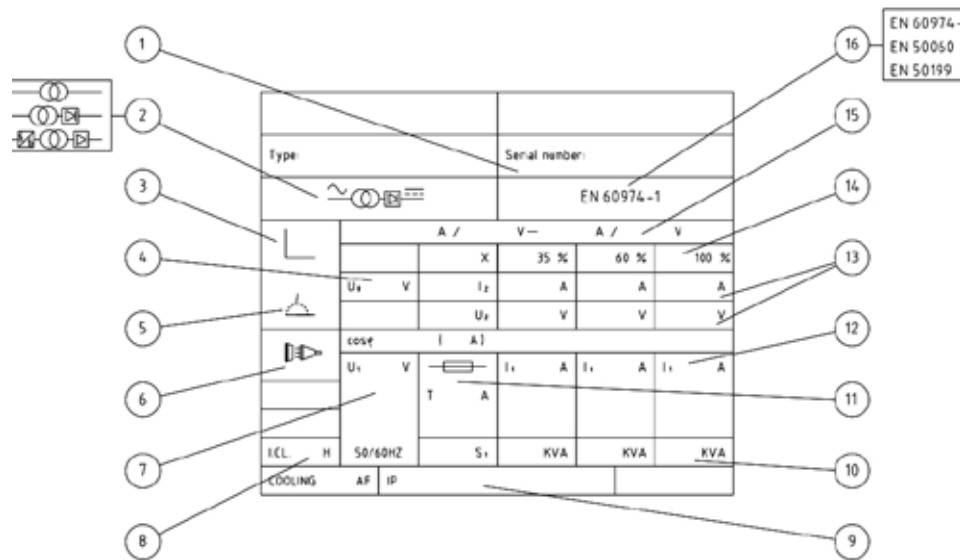 1
16
EN 60974-
EN 50060
EN 50199
2
15
Type:
Serial number:
3
EN 60974-1
14
A / V— A / V
4
X 35 % 60 % 100 %
13
U₀ V I₂ A A A
5
U₂ V V V
12
cosφ ( A)
6
U₁ V I₁ A I₁ A I₁ A
11
T A
7
10
I.CL. H 50/60HZ S₁ KVA KVA KVA
COOLING AF IP
8
9